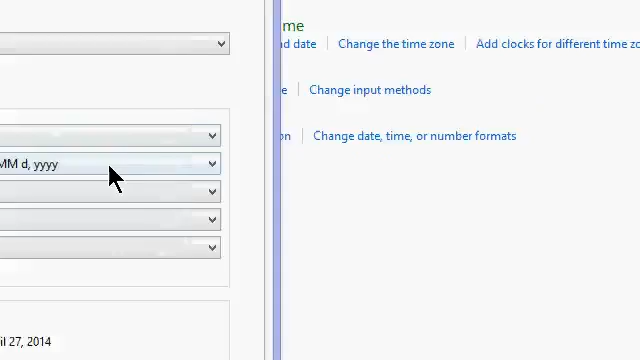 me
nd date Change the time zone Add clocks for different time zo
e Change input methods
on Change date, time, or number formats
MM d, yyyy
il 27, 2014